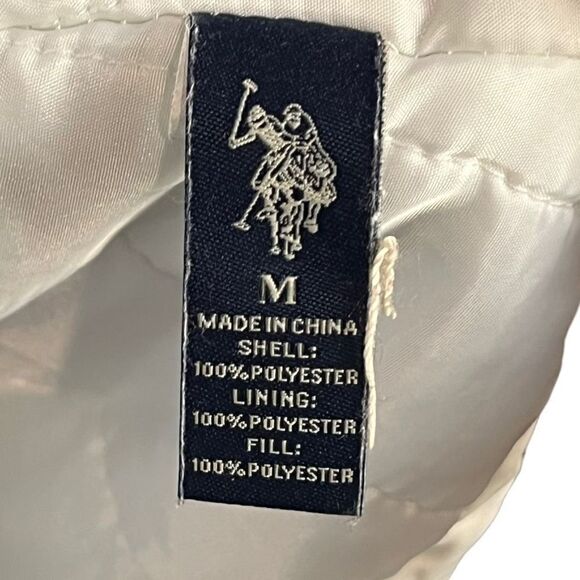 M
MADE IN CHINA
SHELL:
100% POLYESTER
LINING:
100% POLYESTER
FILL:
100% POLYESTER